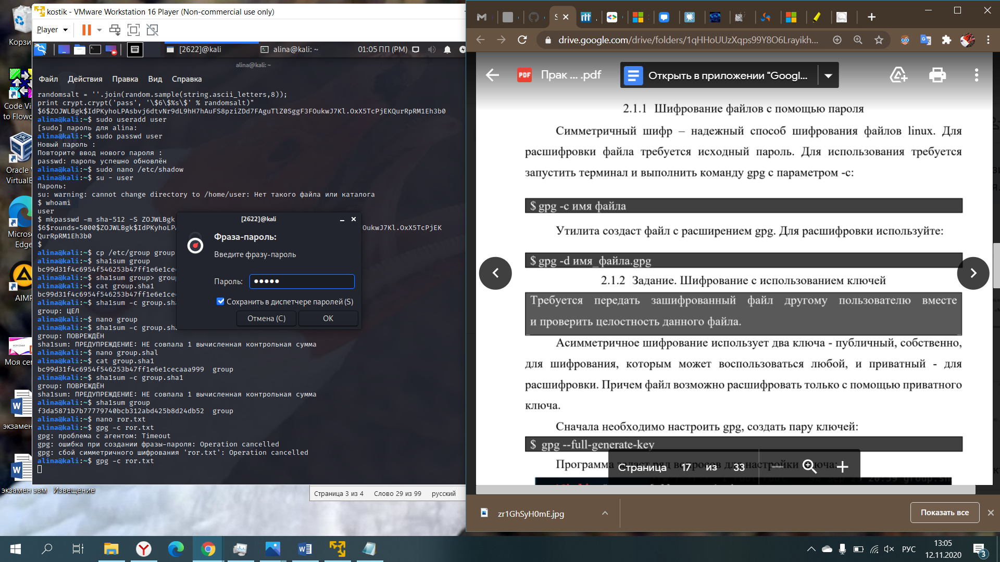 Корзи
Code Vi
to Flowc
Oracle
VirtualB
Micros
Edge
AIMP
Моя сем
экзамен
экзамен эвм
Извещение
kostik - VMware Workstation 16 Player (Non-commercial use only)
Player
[2622]@kali
alina@kali: ~
01:05 ПП (PM)
alina@kali: ~
Файл Действия Правка Вид Справка
randomsalt = ''.join(random.sample(string.ascii_letters,8));
print crypt.crypt('pass', '\$6\$%s\$' % randomsalt)"
$6$ZOJWLBgk$IdPKyhoLPAsbvj6dtvNr9dL9hH7hAuFS8pziZDd7FAguTlZ0SggF3FOukwJ7Kl.OxX5TcPjEKQurRpRM1Eh3b0
alina@kali:~$ sudo useradd user
[sudo] пароль для alina:
alina@kali:~$ sudo passwd user
Новый пароль :
Повторите ввод нового пароля :
passwd: пароль успешно обновлён
alina@kali:~$ sudo nano /etc/shadow
alina@kali:~$ su - user
Пароль:
su: warning: cannot change directory to /home/user: Нет такого файла или каталога
$ whoami
user
$ mkpasswd -m sha-512 -S ZOJWLBgk
$6$rounds=5000$ZOJWLBgk$IdPKyhoLPA OukwJ7Kl.OxX5TcPjEK
QurRpRM1Eh3b0
$
alina@kali:~$ cp /etc/group group
alina@kali:~$ sha1sum group
bc99d31f4c6954f546253b47ff1e6e1cec
alina@kali:~$ sha1sum group> grou
alina@kali:~$ cat group.sha1
bc99d31f4c6954f546253b47ff1e6e1cec
alina@kali:~$ sha1sum -c group.sha
group: ЦЕЛ
alina@kali:~$ nano group
alina@kali:~$ sha1sum -c group.sha
group: ПОВРЕЖДЁН
sha1sum: ПРЕДУПРЕЖДЕНИЕ: НЕ совпала 1 вычисленная контрольная сумма
alina@kali:~$ nano group.shal
alina@kali:~$ cat group.sha1
bc99d31f4c6954f546253b47ff1e6e1cecaaa999 group
alina@kali:~$ sha1sum -c group.sha1
group: ПОВРЕЖДЁН
sha1sum: ПРЕДУПРЕЖДЕНИЕ: НЕ совпала 1 вычисленная контрольная сумма
alina@kali:~$ sha1sum group
f3da5871b7b77779740bcb312abd425b8d24db52 group
alina@kali:~$ nano ror.txt
alina@kali:~$ gpg -c ror.txt
gpg: проблема с агентом: Timeout
gpg: ошибка при создании фразы-пароля: Operation cancelled
gpg: сбой симметричного шифрования 'ror.txt': Operation cancelled
alina@kali:~$ gpg -c ror.txt
[2622]@kali
Фраза-пароль:
Введите фразу-пароль
Пароль: ●●●●●
Сохранить в диспетчере паролей (S)
Отмена (C) OK
Страница 3 из 4 Слово 29 из 99 русский
drive.google.com/drive/folders/1qHHoUUzXqps99Y8O6Lrayikh...
PDF Прак ... .pdf
Открыть в приложении "Googl...
2.1.1 Шифрование файлов с помощью пароля
Симметричный шифр – надежный способ шифрования файлов linux. Для
расшифровки файла требуется исходный пароль. Для использования требуется
запустить терминал и выполнить команду gpg с параметром -c:
$ gpg -c имя файла
Утилита создаст файл с расширением gpg. Для расшифровки используйте:
$ gpg -d имя_файла.gpg
2.1.2 Задание. Шифрование с использованием ключей
Требуется передать зашифрованный файл другому пользователю вместе
и проверить целостность данного файла.
Асимметричное шифрование использует два ключа - публичный, собственно,
для шифрования, которым может воспользоваться любой, и приватный - для
расшифровки. Причем файл возможно расшифровать только с помощью приватного
ключа.
Сначала необходимо настроить gpg, создать пару ключей:
$ gpg --full-generate-key
Программа задаст ряд вопросов для настройки ключа:
Страница 17 из 33
zr1GhSyH0mE.jpg
Показать все
РУС
13:05
12.11.2020
3